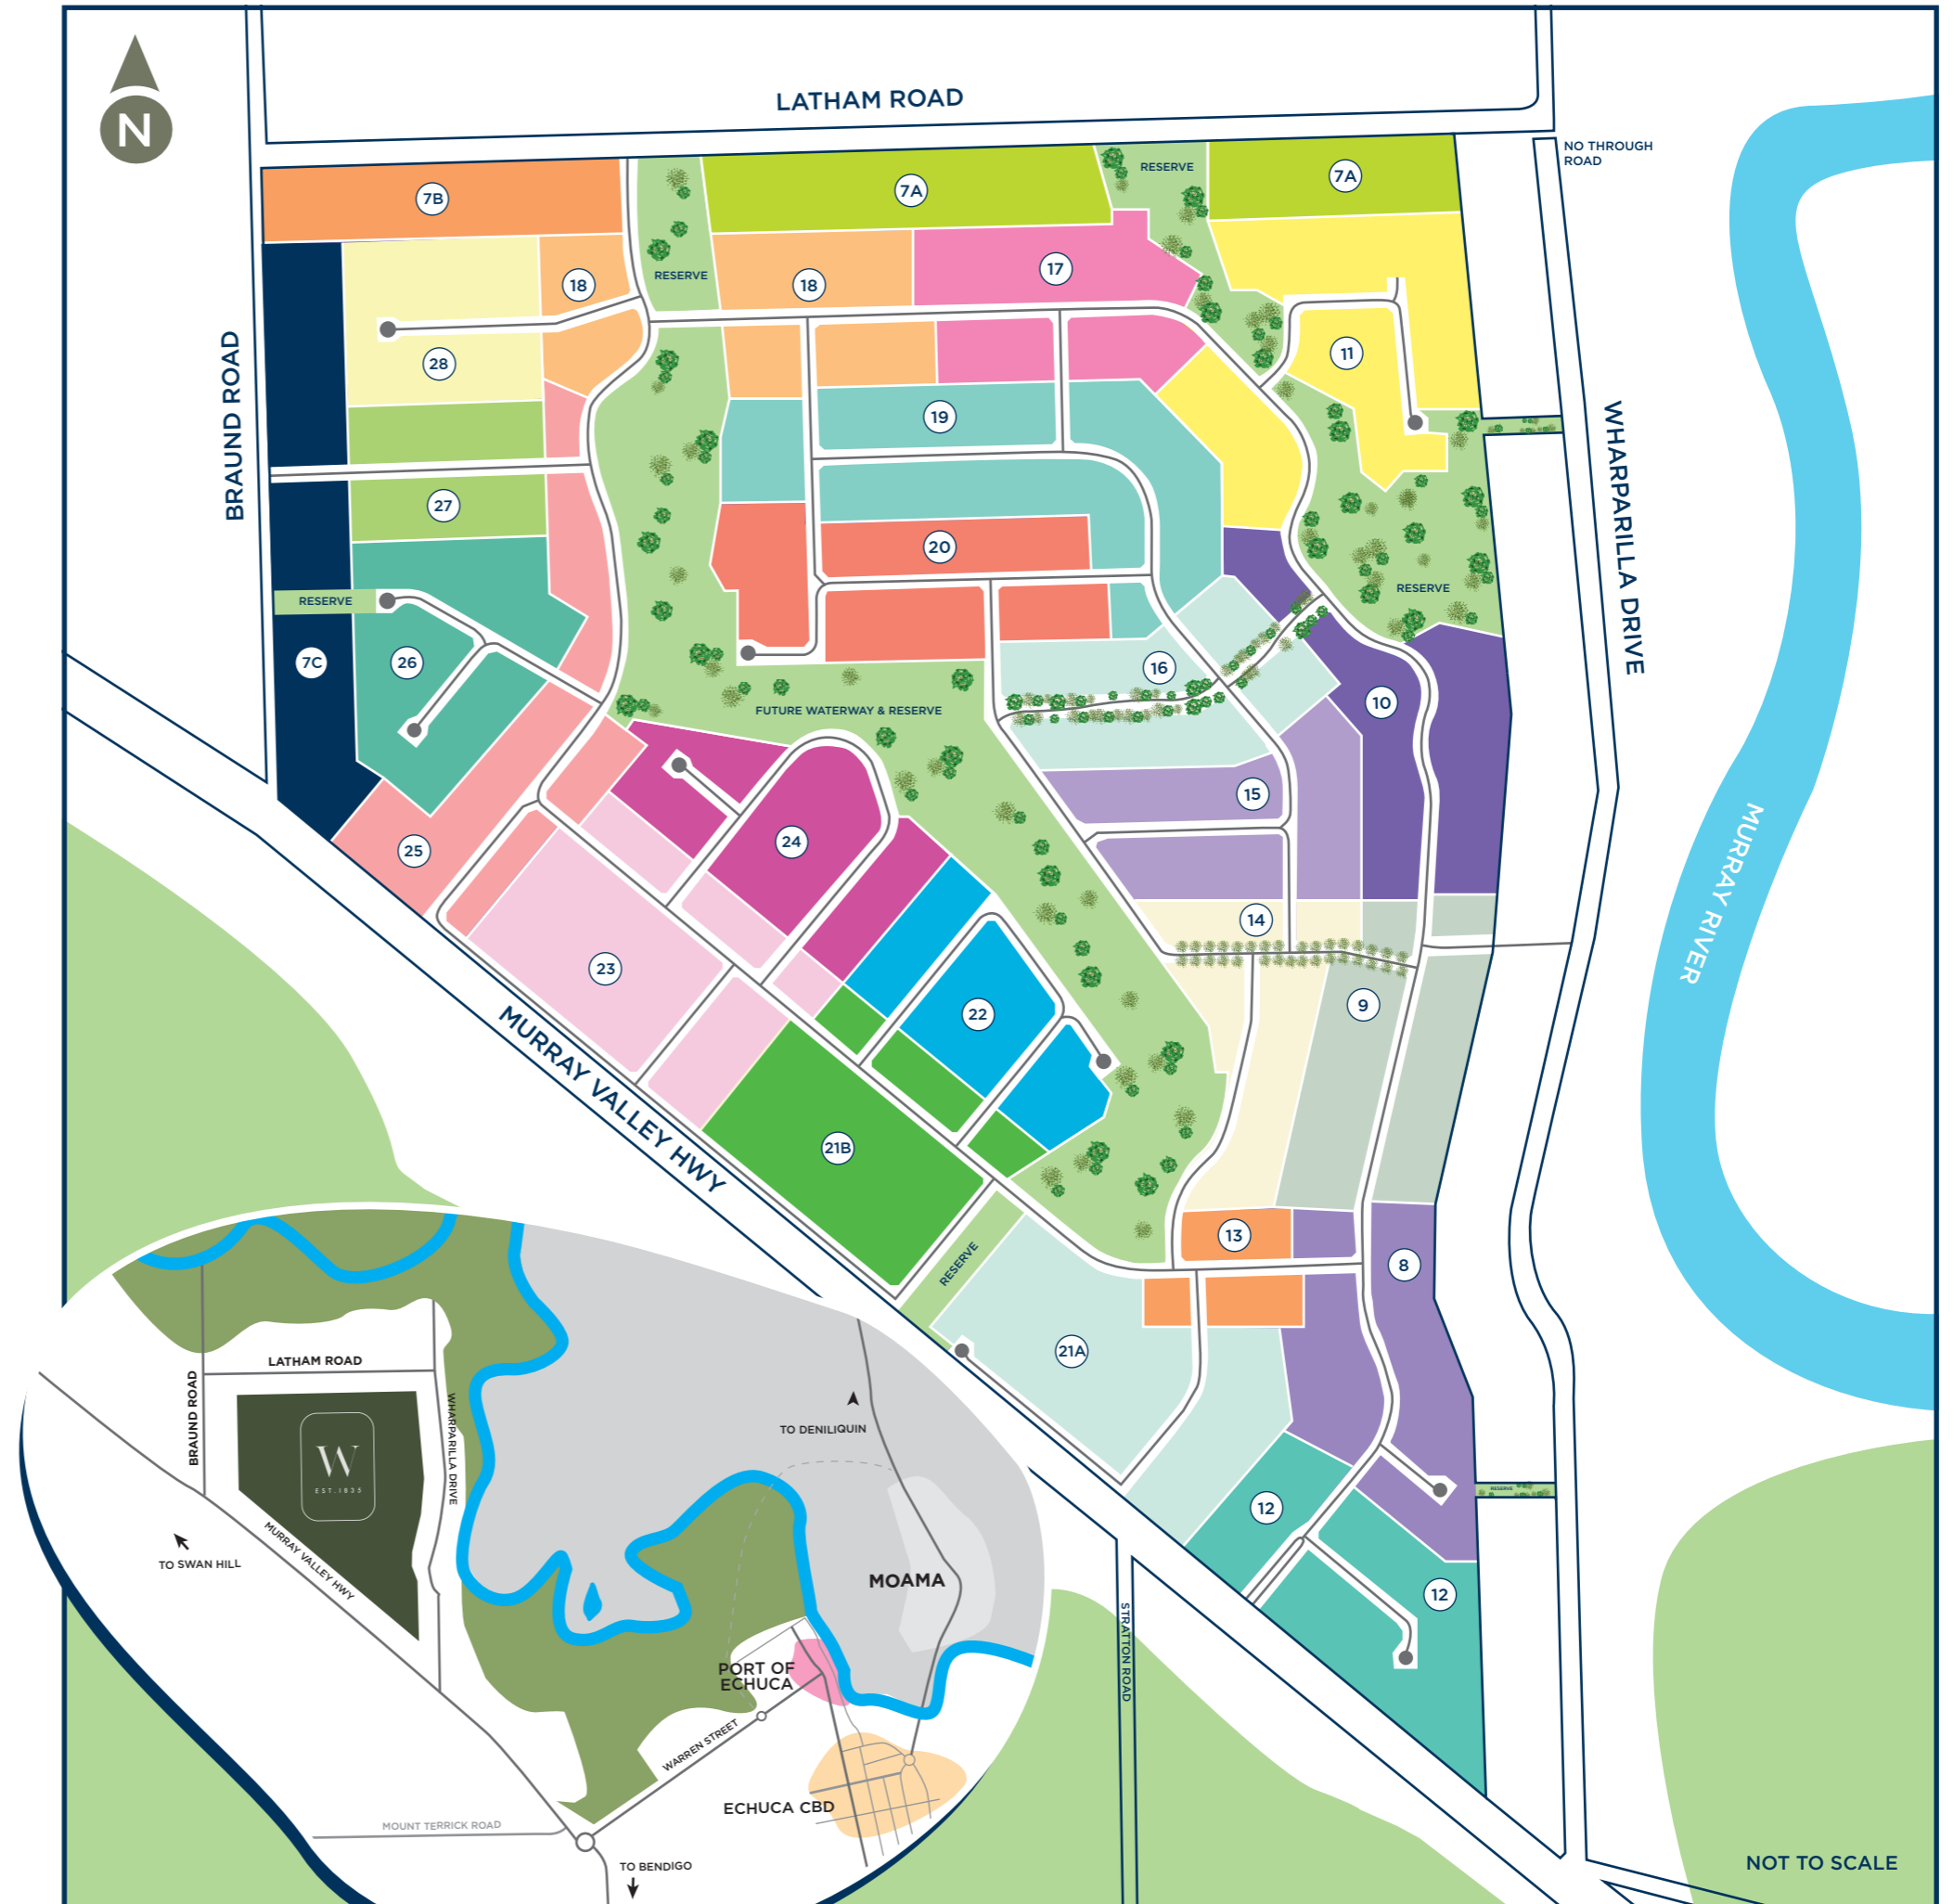 N
LATHAM ROAD
NO THROUGH
ROAD
RESERVE
7A
7A
7B
17
RESERVE
18
18
BRAUND ROAD
11
28
19
WHARPARILLA DRIVE
27
20
RESERVE
RESERVE
7C
26
16
10
FUTURE WATERWAY & RESERVE
15
24
25
MURRAY RIVER
14
23
9
22
MURRAY VALLEY HWY
21B
13
RESERVE
8
21A
RESERVE
12
12
STRATTON ROAD
LATHAM ROAD
BRAUND ROAD
WHARPARILLA DRIVE
W
EST.1835
TO DENILIQUIN
MURRAY VALLEY HWY
TO SWAN HILL
MOAMA
PORT OF
ECHUCA
WARREN STREET
ECHUCA CBD
MOUNT TERRICK ROAD
TO BENDIGO
NOT TO SCALE